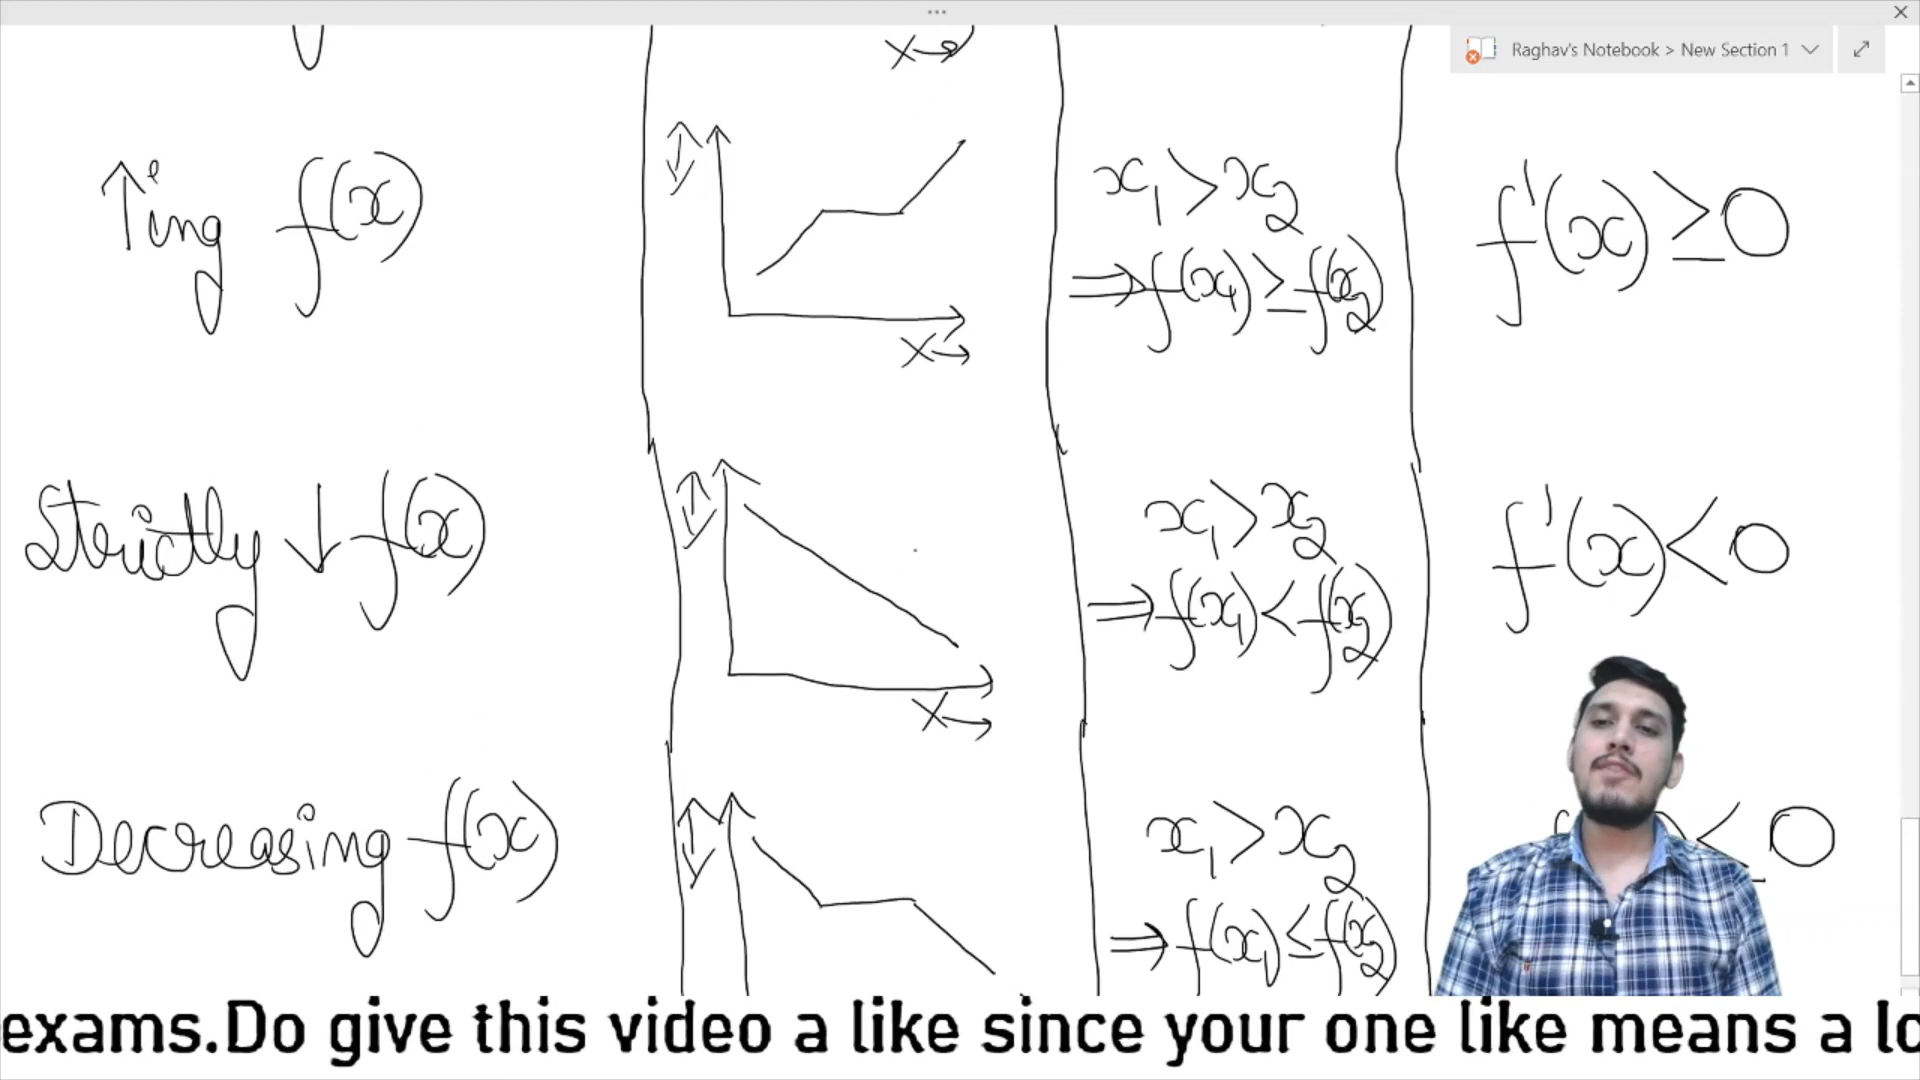 Raghav's Notebook > New Section 1
X→
↑ing f(x)
x₁ > x₂
⇒ f(x₁) ≥ f(x₂)
f'(x) ≥ 0
X→
Strictly ↓ f(x)
x₁ > x₂
⇒ f(x₁) < f(x₂)
f'(x) < 0
X→
Decreasing f(x)
x₁ > x₂
⇒ f(x₁) ≤ f(x₂)
≤ 0
exams.Do give this video a like since your one like means a lo